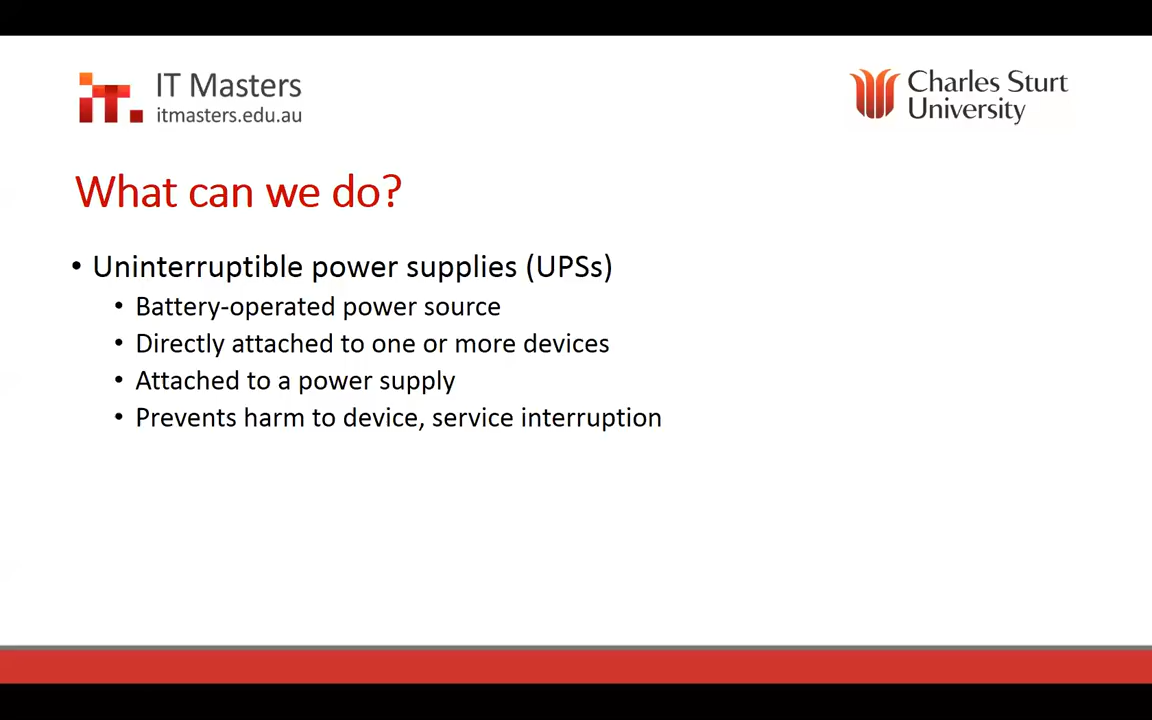 IT Masters
itmasters.edu.au
Charles Sturt
University
What can we do?
• Uninterruptible power supplies (UPSs)
• Battery-operated power source
• Directly attached to one or more devices
• Attached to a power supply
• Prevents harm to device, service interruption